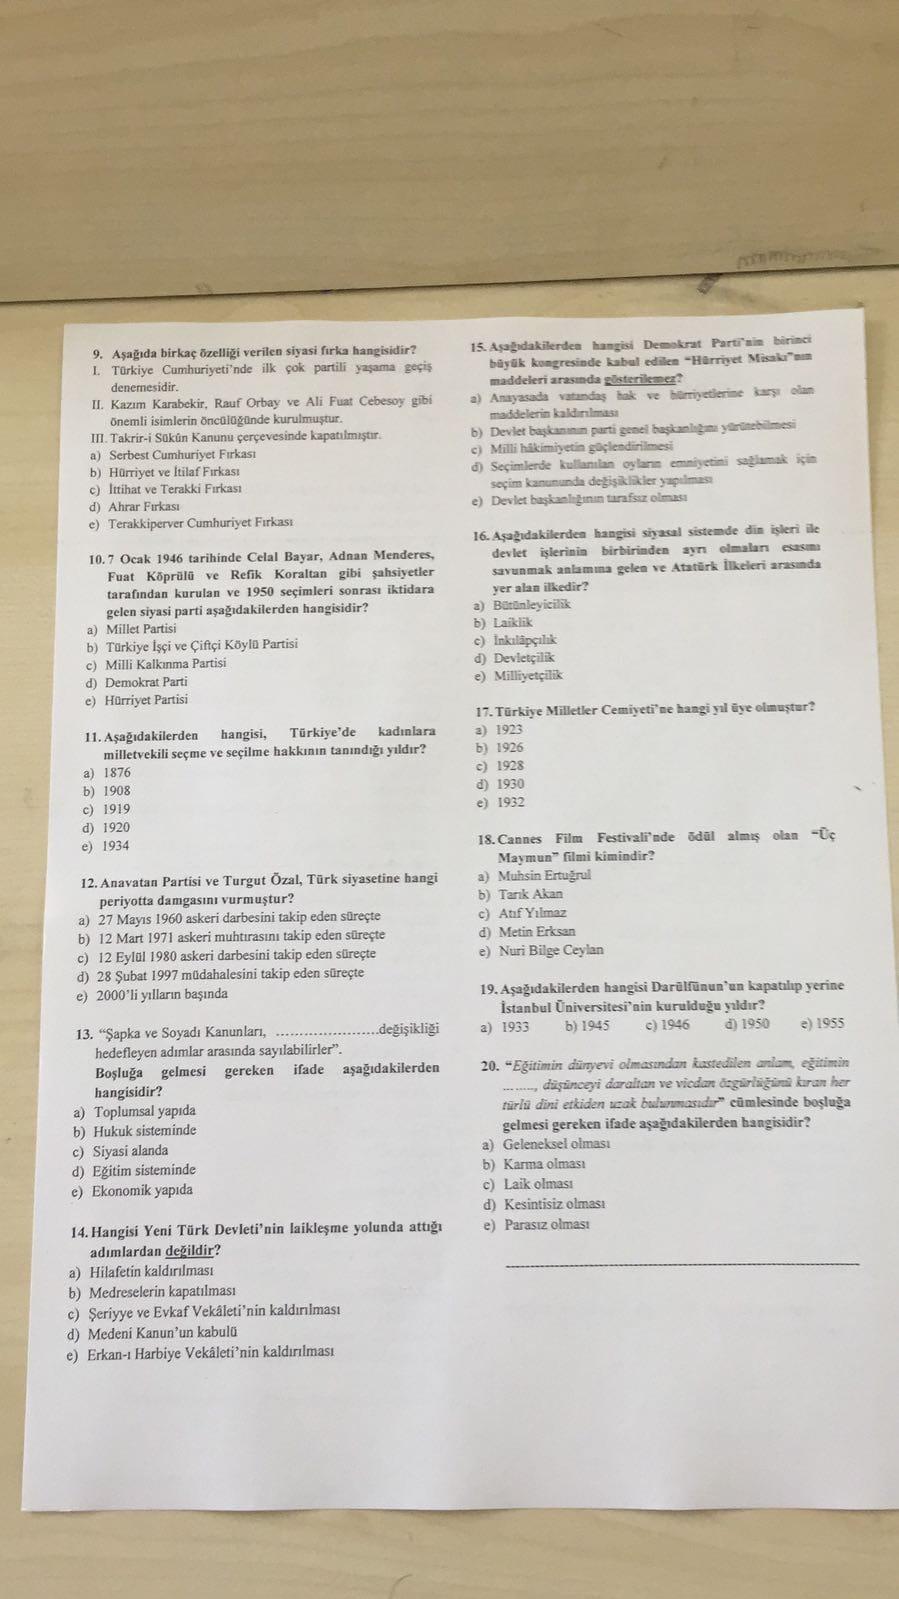 9. Aşağıda birkaç özelliği verilen siyasi fırka hangisidir?
I. Türkiye Cumhuriyeti'nde ilk çok partili yaşama geçiş
denemesidir.
II. Kazım Karabekir, Rauf Orbay ve Ali Fuat Cebesoy gibi
önemli isimlerin öncülüğünde kurulmuştur.
III. Takrir-i Sükûn Kanunu çerçevesinde kapatılmıştır.
a) Serbest Cumhuriyet Fırkası
b) Hürriyet ve İtilaf Fırkası
c) İttihat ve Terakki Fırkası
d) Ahrar Fırkası
e) Terakkiperver Cumhuriyet Fırkası
10. 7 Ocak 1946 tarihinde Celal Bayar, Adnan Menderes,
Fuat Köprülü ve Refik Koraltan gibi şahsiyetler
tarafından kurulan ve 1950 seçimleri sonrası iktidara
gelen siyasi parti aşağıdakilerden hangisidir?
a) Millet Partisi
b) Türkiye İşçi ve Çiftçi Köylü Partisi
c) Milli Kalkınma Partisi
d) Demokrat Parti
e) Hürriyet Partisi
11. Aşağıdakilerden hangisi, Türkiye'de kadınlara
milletvekili seçme ve seçilme hakkının tanındığı yıldır?
a) 1876
b) 1908
c) 1919
d) 1920
e) 1934
12. Anavatan Partisi ve Turgut Özal, Türk siyasetine hangi
periyotta damgasını vurmuştur?
a) 27 Mayıs 1960 askeri darbesini takip eden süreçte
b) 12 Mart 1971 askeri muhtırasını takip eden süreçte
c) 12 Eylül 1980 askeri darbesini takip eden süreçte
d) 28 Şubat 1997 müdahalesini takip eden süreçte
e) 2000'li yılların başında
13. "Şapka ve Soyadı Kanunları, .....................değişikliği
hedefleyen adımlar arasında sayılabilirler".
Boşluğa gelmesi gereken ifade aşağıdakilerden
hangisidir?
a) Toplumsal yapıda
b) Hukuk sisteminde
c) Siyasi alanda
d) Eğitim sisteminde
e) Ekonomik yapıda
14. Hangisi Yeni Türk Devleti'nin laikleşme yolunda attığı
adımlardan değildir?
a) Hilafetin kaldırılması
b) Medreselerin kapatılması
c) Şeriyye ve Evkaf Vekâleti'nin kaldırılması
d) Medeni Kanun'un kabulü
e) Erkan-ı Harbiye Vekâleti'nin kaldırılması
15. Aşağıdakilerden hangisi Demokrat Parti'nin birinci
büyük kongresinde kabul edilen "Hürriyet Misakı"nın
maddeleri arasında gösterilemez?
a) Anayasada vatandaş hak ve hürriyetlerine karşı olan
maddelerin kaldırılması
b) Devlet başkanının parti genel başkanlığını yürütebilmesi
c) Milli hâkimiyetin güçlendirilmesi
d) Seçimlerde kullanılan oyların emniyetini sağlamak için
seçim kanununda değişiklikler yapılması
e) Devlet başkanlığının tarafsız olması
16. Aşağıdakilerden hangisi siyasal sistemde din işleri ile
devlet işlerinin birbirinden ayrı olmaları esasını
savunmak anlamına gelen ve Atatürk İlkeleri arasında
yer alan ilkedir?
a) Bütünleyicilik
b) Laiklik
c) İnkılâpçılık
d) Devletçilik
e) Milliyetçilik
17. Türkiye Milletler Cemiyeti'ne hangi yıl üye olmuştur?
a) 1923
b) 1926
c) 1928
d) 1930
e) 1932
18. Cannes Film Festivali'nde ödül almış olan "Üç
Maymun" filmi kimindir?
a) Muhsin Ertuğrul
b) Tarık Akan
c) Atıf Yılmaz
d) Metin Erksan
e) Nuri Bilge Ceylan
19. Aşağıdakilerden hangisi Darülfünun'un kapatılıp yerine
İstanbul Üniversitesi'nin kurulduğu yıldır?
a) 1933 b) 1945 c) 1946 d) 1950 e) 1955
20. "Eğitimin dünyevi olmasından kastedilen anlam, eğitimin
........, düşünceyi daraltan ve vicdan özgürlüğünü kıran her
türlü dini etkiden uzak bulunmasıdır" cümlesinde boşluğa
gelmesi gereken ifade aşağıdakilerden hangisidir?
a) Geleneksel olması
b) Karma olması
c) Laik olması
d) Kesintisiz olması
e) Parasız olması